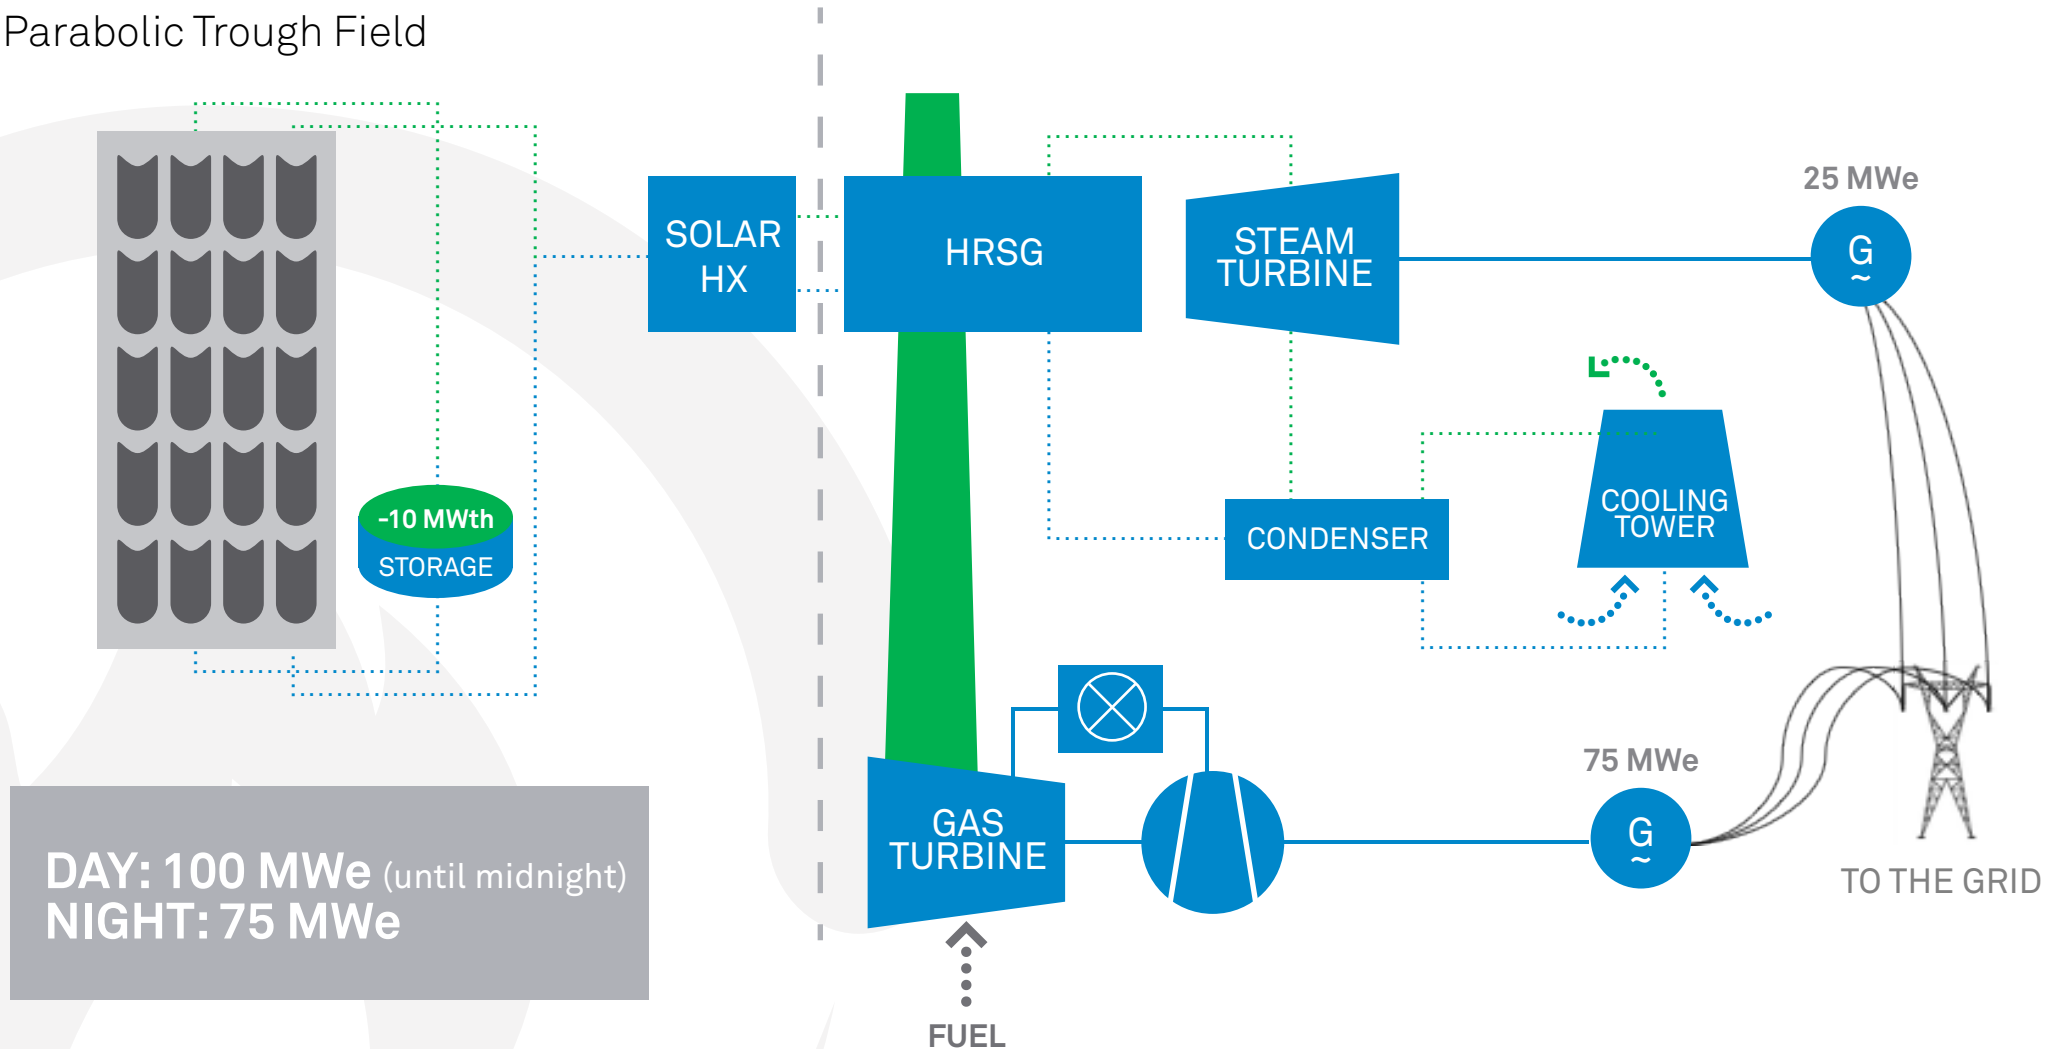 Parabolic Trough Field
25 MWe
SOLAR
HX
HRSG
STEAM
TURBINE
G
~
-10 MWth
STORAGE
CONDENSER
COOLING
TOWER
75 MWe
GAS
TURBINE
G
~
TO THE GRID
DAY: 100 MWe (until midnight)
NIGHT: 75 MWe
FUEL